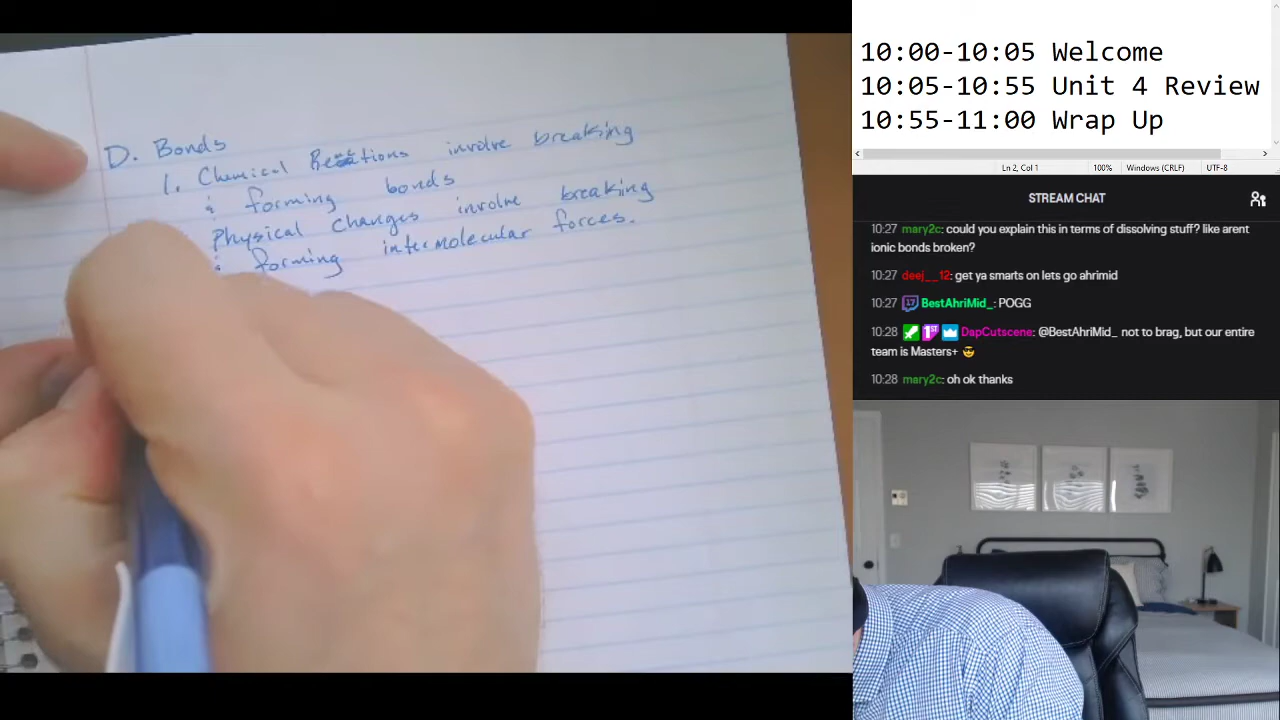 D. Bonds
1. Chemical Reactions involve breaking
& forming bonds
Physical changes involve breaking
& forming intermolecular forces.
10:00-10:05 Welcome
10:05-10:55 Unit 4 Review
10:55-11:00 Wrap Up
Ln 2, Col 1 100% Windows (CRLF) UTF-8
STREAM CHAT
10:27 mary2c: could you explain this in terms of dissolving stuff? like arent
ionic bonds broken?
10:27 deej__12: get ya smarts on lets go ahrimid
10:27 17 BestAhriMid_: POGG
10:28 1ST DapCutscene: @BestAhriMid_ not to brag, but our entire
team is Masters+ 😎
10:28 mary2c: oh ok thanks